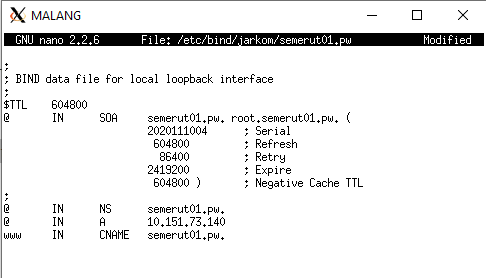 MALANG
GNU nano 2.2.6 File: /etc/bind/jarkom/semerut01.pw Modified
;
; BIND data file for local loopback interface
;
$TTL 604800
@ IN SOA semerut01.pw. root.semerut01.pw. (
2020111004 ; Serial
604800 ; Refresh
86400 ; Retry
2419200 ; Expire
604800 ) ; Negative Cache TTL
;
@ IN NS semerut01.pw.
@ IN A 10.151.73.140
www IN CNAME semerut01.pw.